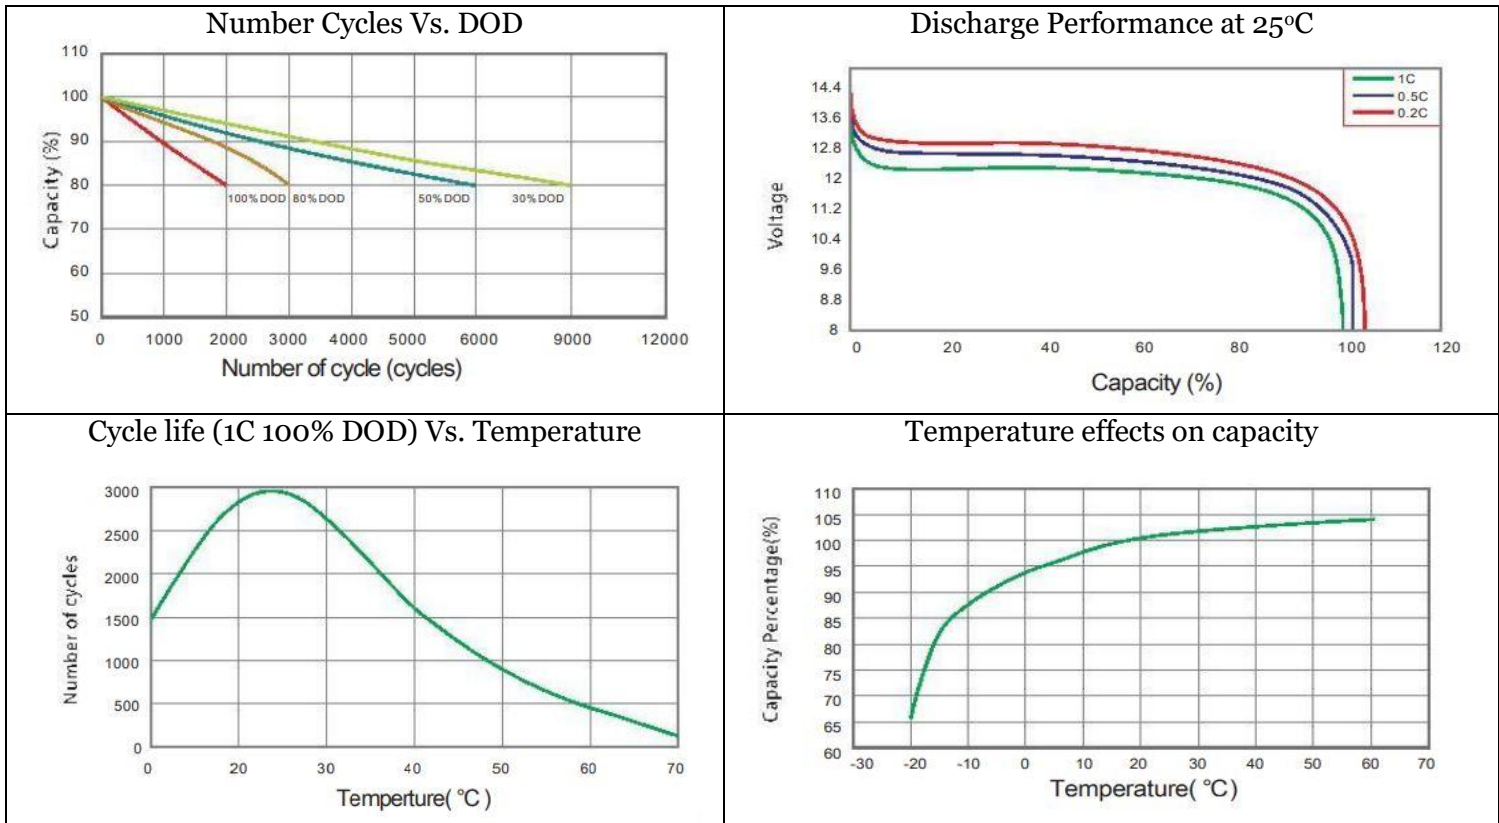 Number Cycles Vs. DOD
110
100
90
80
70
60
50
Capacity (%)
100%DOD
80%DOD
50%DOD
30%DOD
0 1000 2000 3000 4000 5000 6000 9000 12000
Number of cycle (cycles)
Discharge Performance at 25°C
14.4
13.6
12.8
12
11.2
10.4
9.6
8.8
8
Voltage
1C
0.5C
0.2C
0 20 40 60 80 100 120
Capacity (%)
Cycle life (1C 100% DOD) Vs. Temperature
3000
2500
2000
1500
1000
500
0
Number of cycles
0 20 30 40 50 60 70
Temperture( °C )
Temperature effects on capacity
110
105
100
95
90
85
80
75
70
65
60
Capacity Percentage(%)
-30 -20 -10 0 10 20 30 40 50 60 70
Temperature( °C)